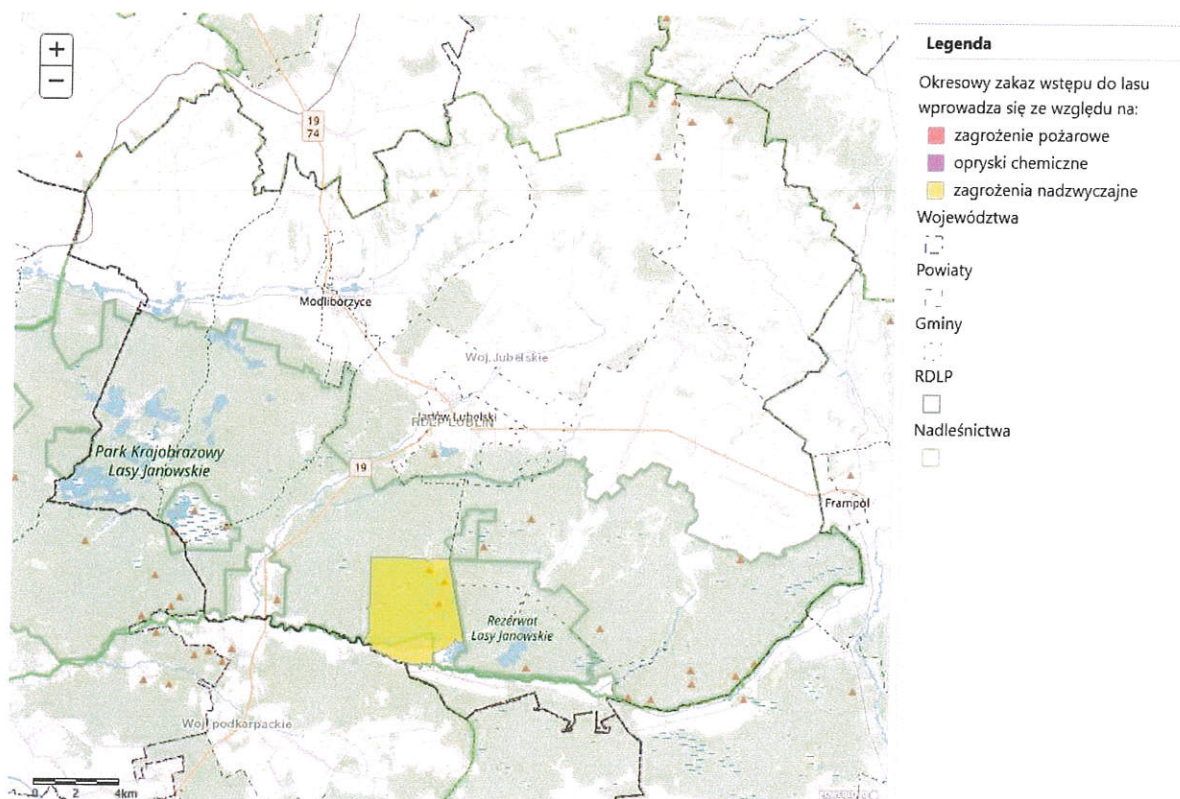 +
−
19
74
Modliborzyce
Woj. lubelskie
RDLP LUBLIN
19
Park Krajobrazowy
Lasy Janowskie
Frampol
Rezerwat
Lasy Janowskie
Woj. podkarpackie
0 2 4km
Legenda
Okresowy zakaz wstępu do lasu
wprowadza się ze względu na:
zagrożenie pożarowe
opryski chemiczne
zagrożenia nadzwyczajne
Województwa
Powiaty
Gminy
RDLP
Nadleśnictwa